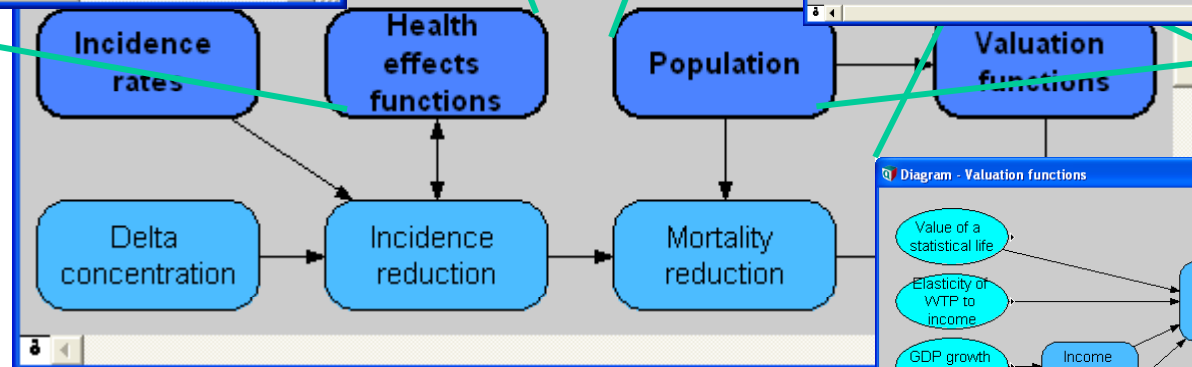 Incidence
rates
Health
effects
functions
Population
Valuation
functions
Delta
concentration
Incidence
reduction
Mortality
reduction
Diagram - Valuation functions
Value of a
statistical life
Elasticity of
WTP to
income
GDP growth
Income